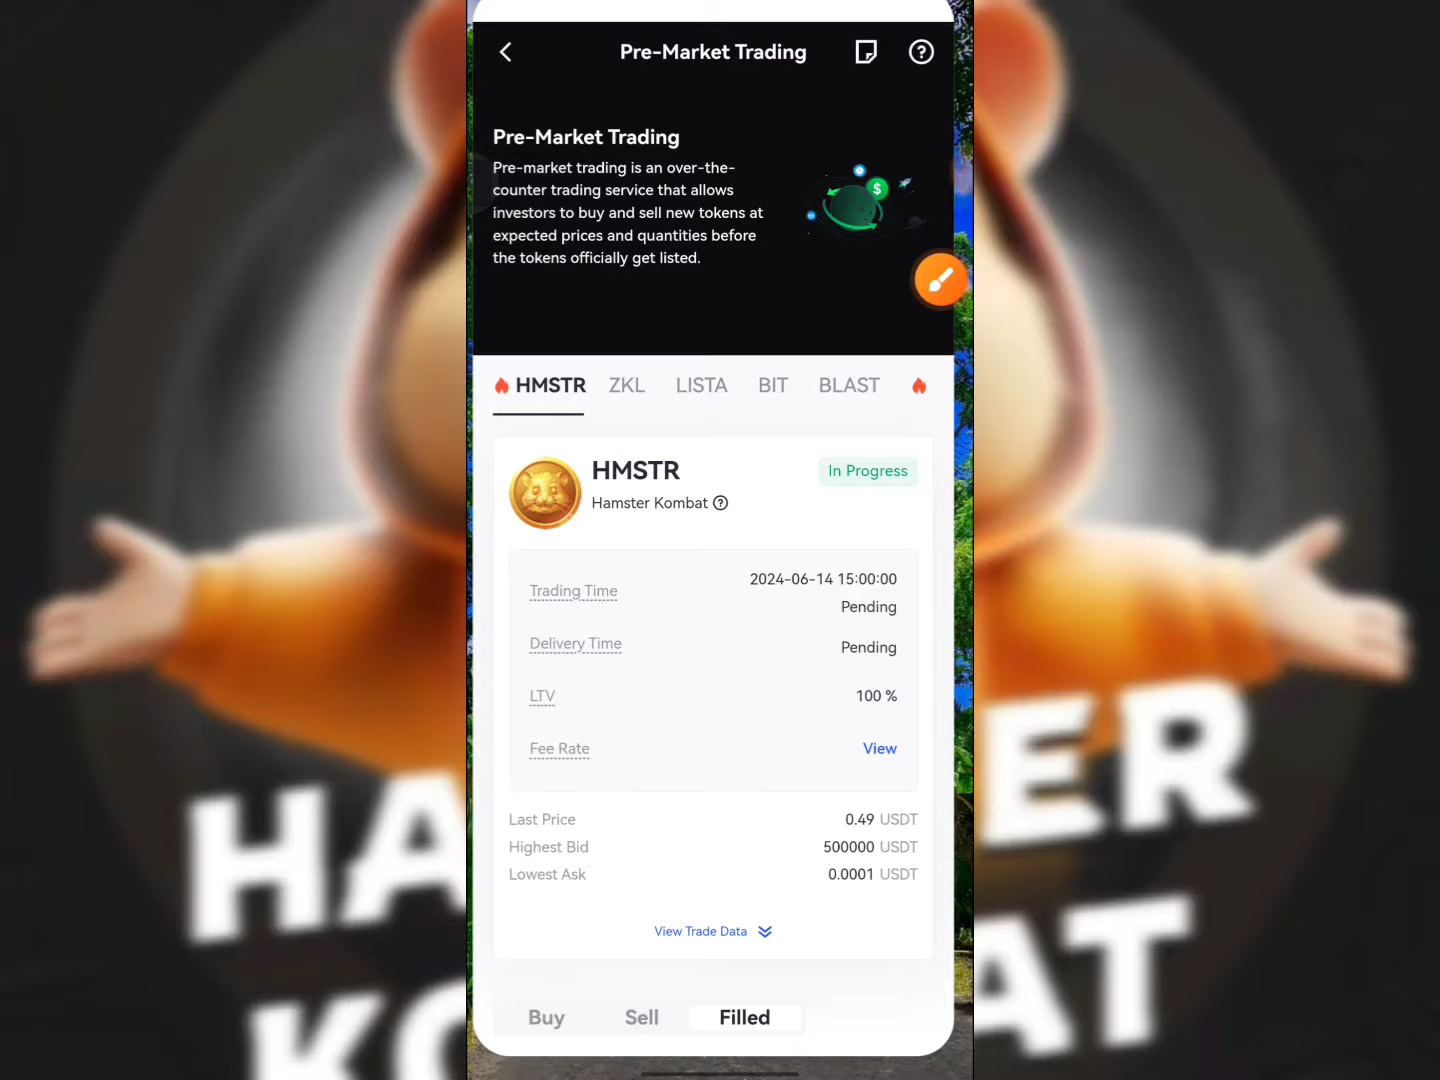 Pre-Market Trading
Pre-Market Trading
Pre-market trading is an over-the-
counter trading service that allows
investors to buy and sell new tokens at
expected prices and quantities before
the tokens officially get listed.
HMSTR ZKL LISTA BIT BLAST
HMSTR
In Progress
Hamster Kombat
Trading Time
2024-06-14 15:00:00
Pending
Delivery Time
Pending
LTV
100 %
Fee Rate
View
Last Price
0.49 USDT
Highest Bid
500000 USDT
Lowest Ask
0.0001 USDT
View Trade Data
Buy Sell Filled
HA ER
KO AT